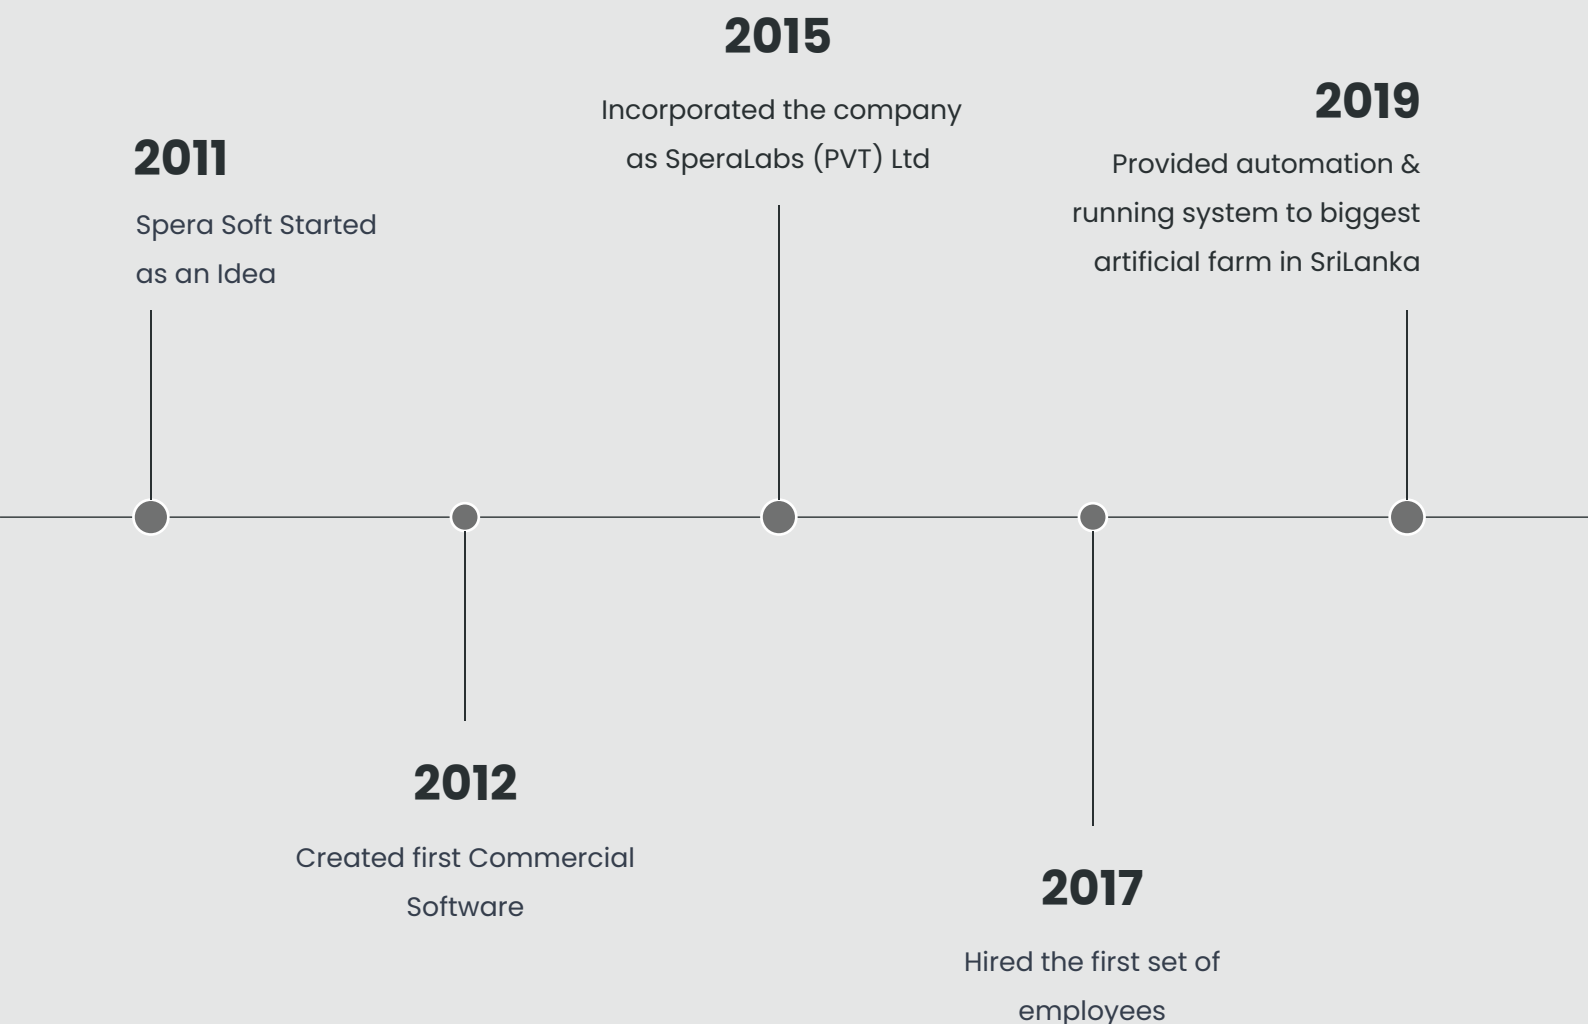 2011
Spera Soft Started
as an Idea
2012
Created first Commercial
Software
2015
Incorporated the company
as SperaLabs (PVT) Ltd
2017
Hired the first set of
employees
2019
Provided automation &
running system to biggest
artificial farm in SriLanka